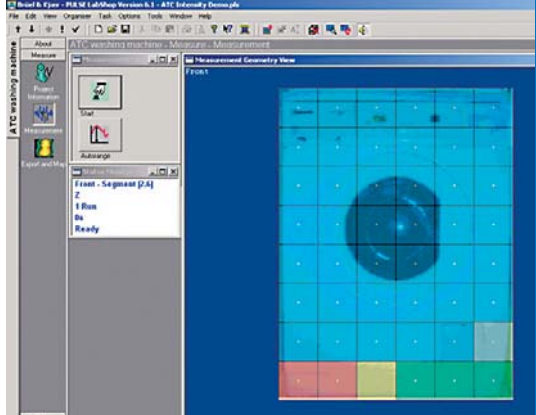 Brüel & Kjær - PULSE LabShop Version 6.1 - ATC Intensity Demo.pls
File Edit View Organiser Task Options Tools Window Help
ATC washing machine
About
Measure
Project
Information
Measurement
Export and Map
ATC washing machine - Measure - Measurement
Start
Autorange
Front - Segment [2,6]
Z
1 Run
0s
Ready
Measurement Geometry View
Front